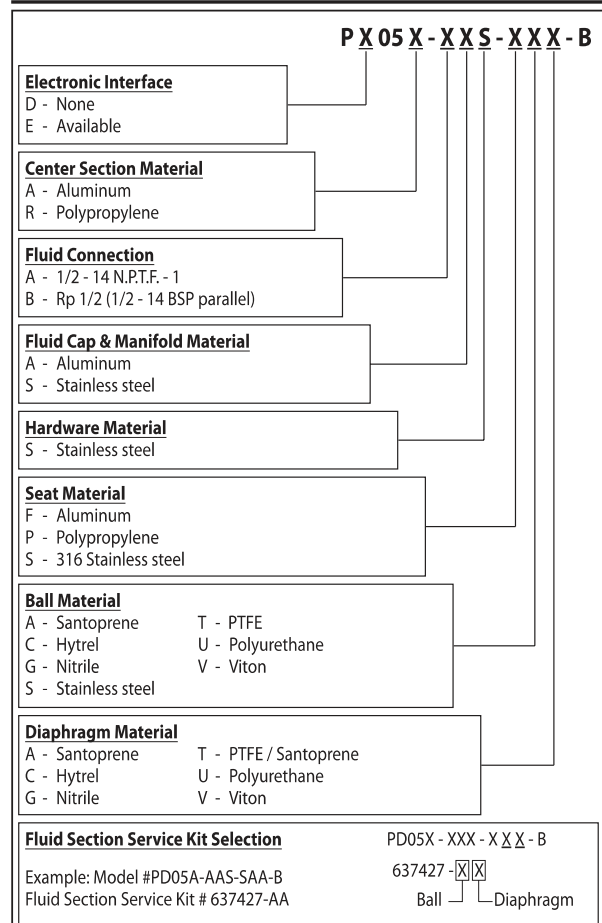 P X 05 X - X X S - X X X - B
Electronic Interface
D - None
E - Available
Center Section Material
A - Aluminum
R - Polypropylene
Fluid Connection
A - 1/2 - 14 N.P.T.F. - 1
B - Rp 1/2 (1/2 - 14 BSP parallel)
Fluid Cap & Manifold Material
A - Aluminum
S - Stainless steel
Hardware Material
S - Stainless steel
Seat Material
F - Aluminum
P - Polypropylene
S - 316 Stainless steel
Ball Material
A - Santoprene T - PTFE
C - Hytrel U - Polyurethane
G - Nitrile V - Viton
S - Stainless steel
Diaphragm Material
A - Santoprene T - PTFE / Santoprene
C - Hytrel U - Polyurethane
G - Nitrile V - Viton
Fluid Section Service Kit Selection PD05X - XXX - X X X - B
Example: Model #PD05A-AAS-SAA-B 637427 - X X
Fluid Section Service Kit # 637427-AA Ball Diaphragm